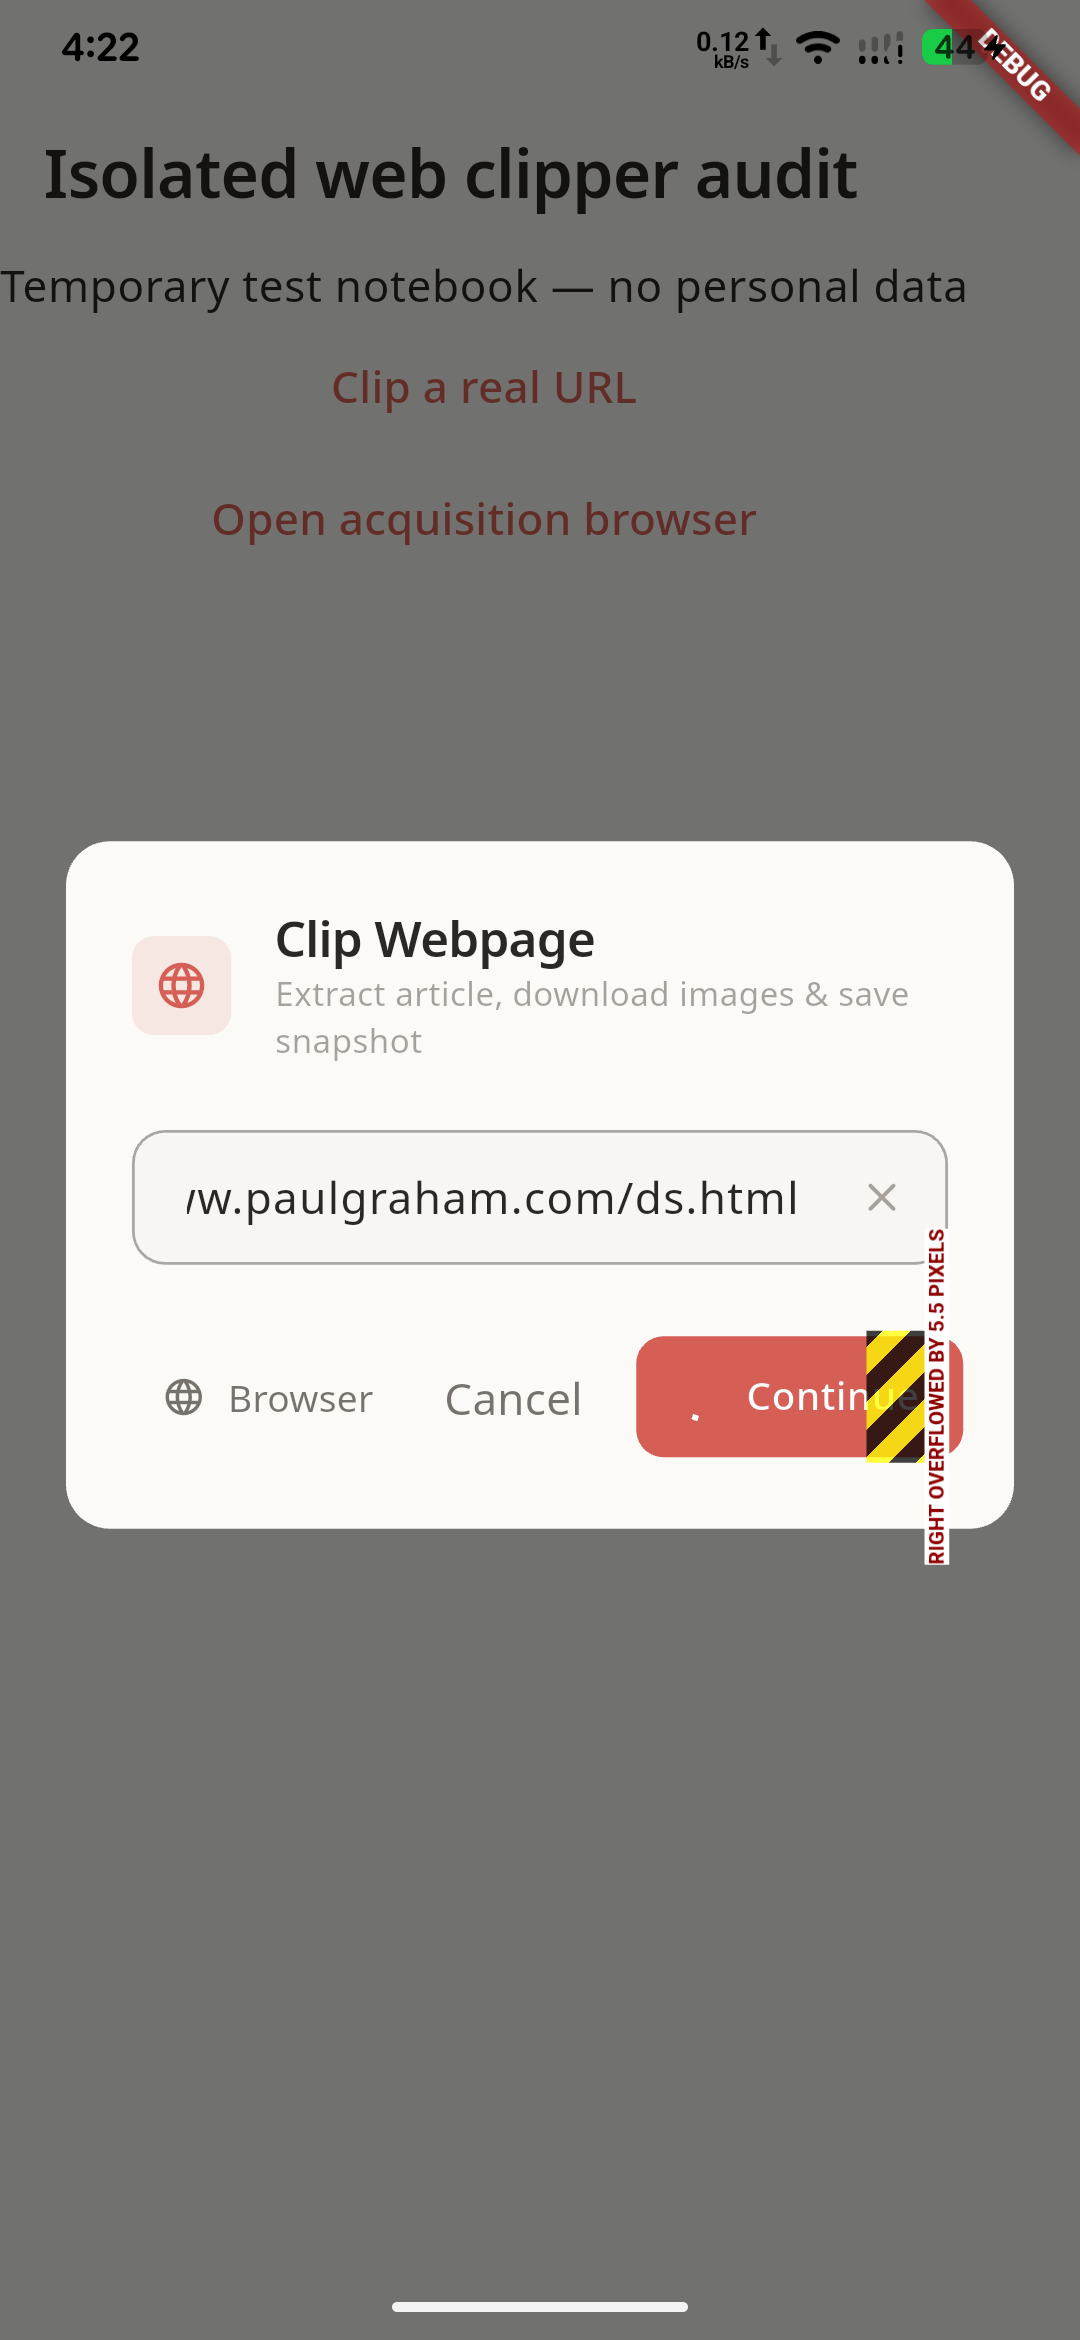 4:22
0.12
kB/s
44
DEBUG
Isolated web clipper audit
Temporary test notebook — no personal data
Clip a real URL
Open acquisition browser
Clip Webpage
Extract article, download images & save
snapshot
w.paulgraham.com/ds.html
Browser
Cancel
Continue
RIGHT OVERFLOWED BY 5.5 PIXELS